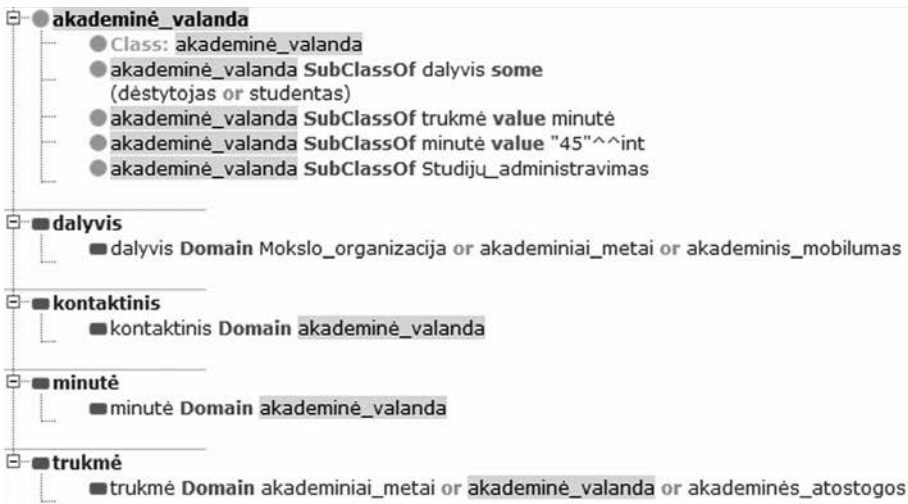 akademinė_valanda
Class: akademinė_valanda
akademinė_valanda SubClassOf dalyvis some
(dėstytojas or studentas)
akademinė_valanda SubClassOf trukmė value minutė
akademinė_valanda SubClassOf minutė value "45"^^int
akademinė_valanda SubClassOf Studijų_administravimas
dalyvis
dalyvis Domain Mokslo_organizacija or akademiniai_metai or akademinis_mobilumas
kontaktinis
kontaktinis Domain akademinė_valanda
minutė
minutė Domain akademinė_valanda
trukmė
trukmė Domain akademiniai_metai or akademinė_valanda or akademinės_atostogos